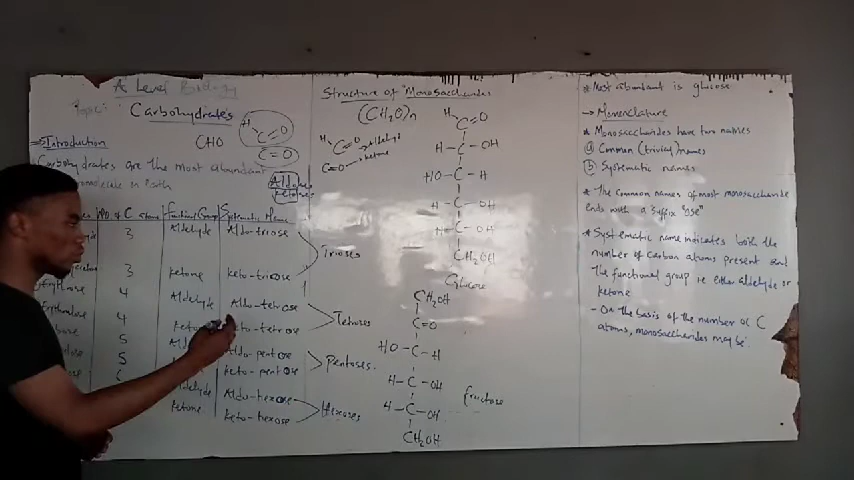 A Level Biology
Topic: Carbohydrates
H C O
C=O
CHO
⇒Introduction
Carbohydrates are the most abundant
on Earth
Aldose
ketose
No of C atoms | Functional Group | Systematic Name
3 | Aldehyde | Aldo-triose
3 | ketone | keto-triose
Trioses
4 | Aldehyde | Aldo-tetrose
4 | keto-tetrose
Tetroses
5 | Aldo-pentose
5 | keto-pentose
Pentoses
Aldehyde | Aldo-hexose
ketone | keto-hexose
Hexoses
Structure of Monosaccharides
(CH2O)n
H C O → Aldehyde
C=O → ketone
H C O
H-C-OH
HO-C-H
H-C-OH
H-C-OH
CH2OH
Glucose
CH2OH
C=O
HO-C-H
H-C-OH
H-C-OH
CH2OH
fructose
* Most abundant is glucose
→ Nomenclature
* Monosaccharides have two names
(a) Common (trivial) names
(b) Systematic names
* The common names of most monosaccharide
ends with a suffix "ose"
* Systematic name indicates both the
number of carbon atoms present and
the functional group i.e either aldehyde or
ketone
- On the basis of the number of C
atoms, monosaccharides may be: